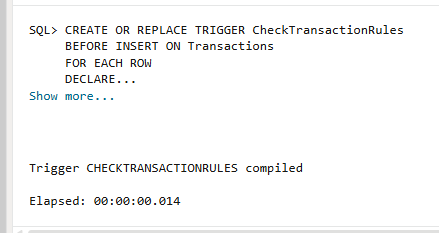 SQL> CREATE OR REPLACE TRIGGER CheckTransactionRules
BEFORE INSERT ON Transactions
FOR EACH ROW
DECLARE...
Show more...
Trigger CHECKTRANSACTIONRULES compiled
Elapsed: 00:00:00.014